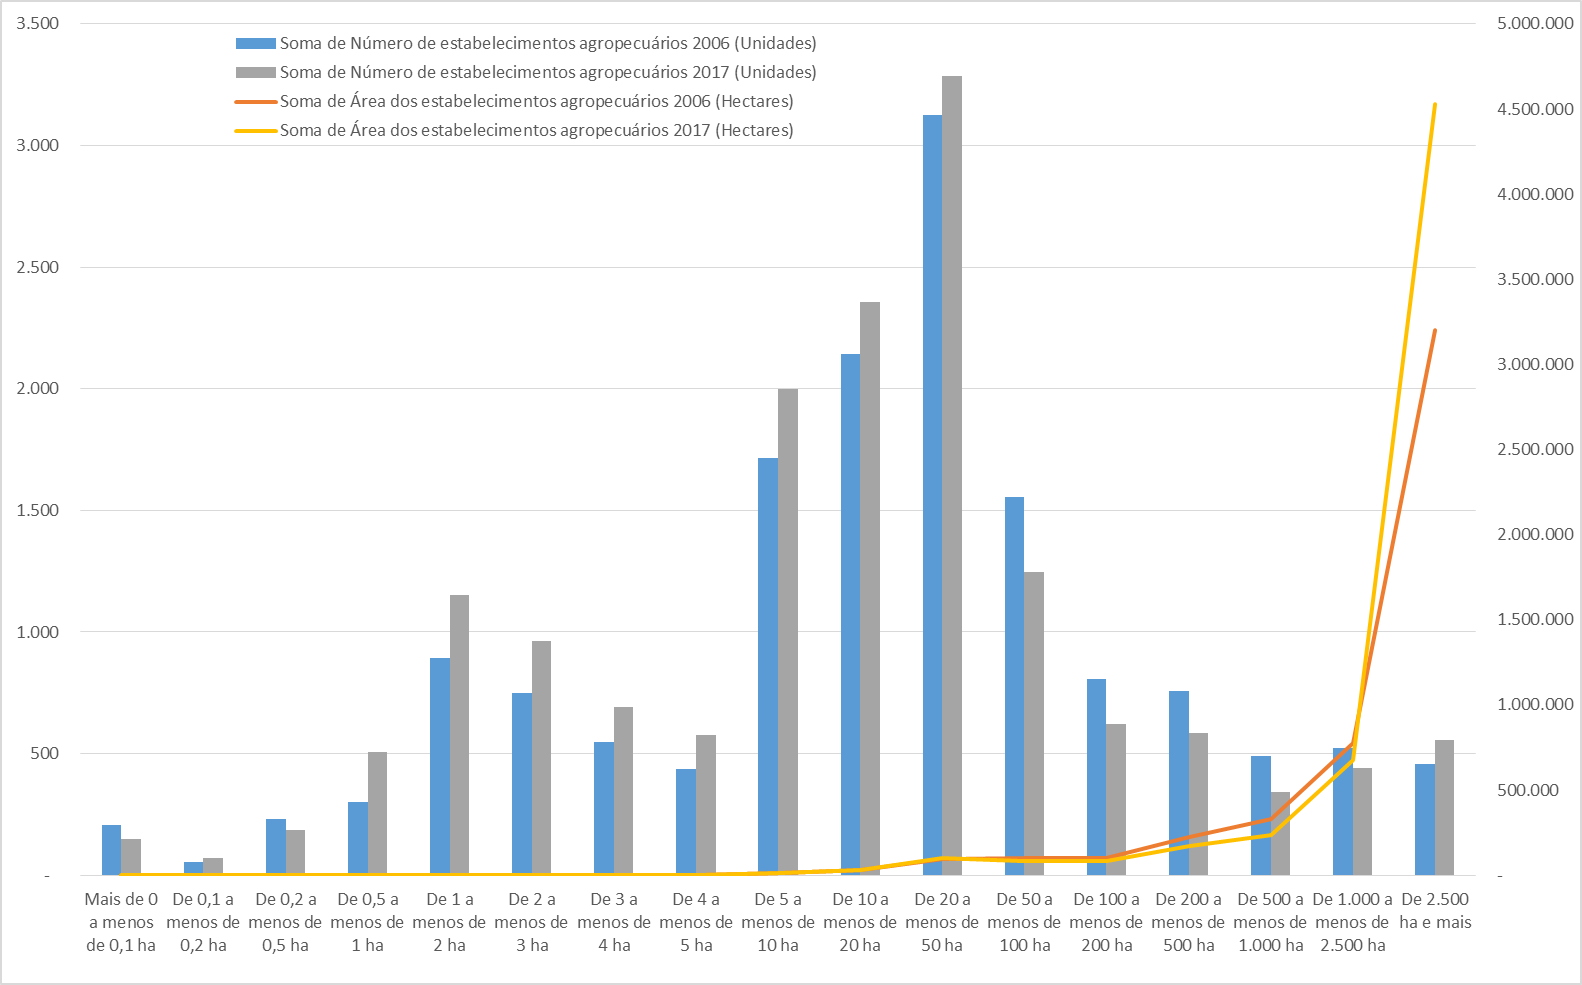 3.500
3.000
2.500
2.000
1.500
1.000
500
-
Soma de Número de estabelecimentos agropecuários 2006 (Unidades)
Soma de Número de estabelecimentos agropecuários 2017 (Unidades)
Soma de Área dos estabelecimentos agropecuários 2006 (Hectares)
Soma de Área dos estabelecimentos agropecuários 2017 (Hectares)
5.000.000
4.500.000
4.000.000
3.500.000
3.000.000
2.500.000
2.000.000
1.500.000
1.000.000
500.000
-
Mais de 0
a menos
de 0,1 ha
De 0,1 a
menos de
0,2 ha
De 0,2 a
menos de
0,5 ha
De 0,5 a
menos de
1 ha
De 1 a
menos de
2 ha
De 2 a
menos de
3 ha
De 3 a
menos de
4 ha
De 4 a
menos de
5 ha
De 5 a
menos de
10 ha
De 10 a
menos de
20 ha
De 20 a
menos de
50 ha
De 50 a
menos de
100 ha
De 100 a
menos de
200 ha
De 200 a
menos de
500 ha
De 500 a
menos de
1.000 ha
De 1.000 a
menos de
2.500 ha
De 2.500
ha e mais